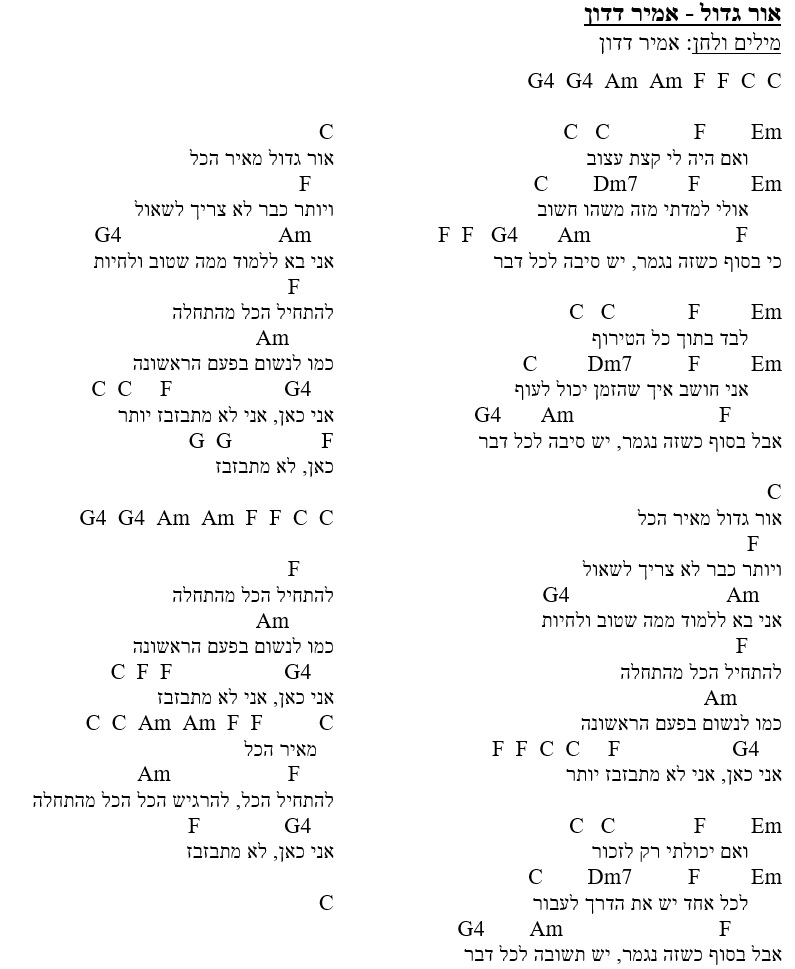 אור גדול - אמיר דדון
מילים ולחן: אמיר דדון
G4 G4 Am Am F F C C
C C F Em
ואם היה לי קצת עצוב
C Dm7 F Em
אולי למדתי מזה משהו חשוב
F F G4 Am F
כי בסוף כשזה נגמר, יש סיבה לכל דבר
C C F Em
לבד בתוך כל הטירוף
C Dm7 F Em
אני חושב איך שהזמן יכול לעוף
G4 Am F
אבל בסוף כשזה נגמר, יש סיבה לכל דבר
C
אור גדול מאיר הכל
F
ויותר כבר לא צריך לשאול
G4 Am
אני בא ללמוד ממה שטוב ולחיות
F
להתחיל הכל מהתחלה
Am
כמו לנשום בפעם הראשונה
F F C C F G4
אני כאן, אני לא מתבזבז יותר
C C F Em
ואם יכולתי רק לזכור
C Dm7 F Em
לכל אחד יש את הדרך לעבור
G4 Am F
אבל בסוף כשזה נגמר, יש תשובה לכל דבר
C
אור גדול מאיר הכל
F
ויותר כבר לא צריך לשאול
G4 Am
אני בא ללמוד ממה שטוב ולחיות
F
להתחיל הכל מהתחלה
Am
כמו לנשום בפעם הראשונה
C C F G4
אני כאן, אני לא מתבזבז יותר
G G F
כאן, לא מתבזבז
G4 G4 Am Am F F C C
F
להתחיל הכל מהתחלה
Am
כמו לנשום בפעם הראשונה
C F F G4
אני כאן, אני לא מתבזבז
C C Am Am F F C
מאיר הכל
Am F
להתחיל הכל, להרגיש הכל הכל מהתחלה
F G4
אני כאן, לא מתבזבז
C